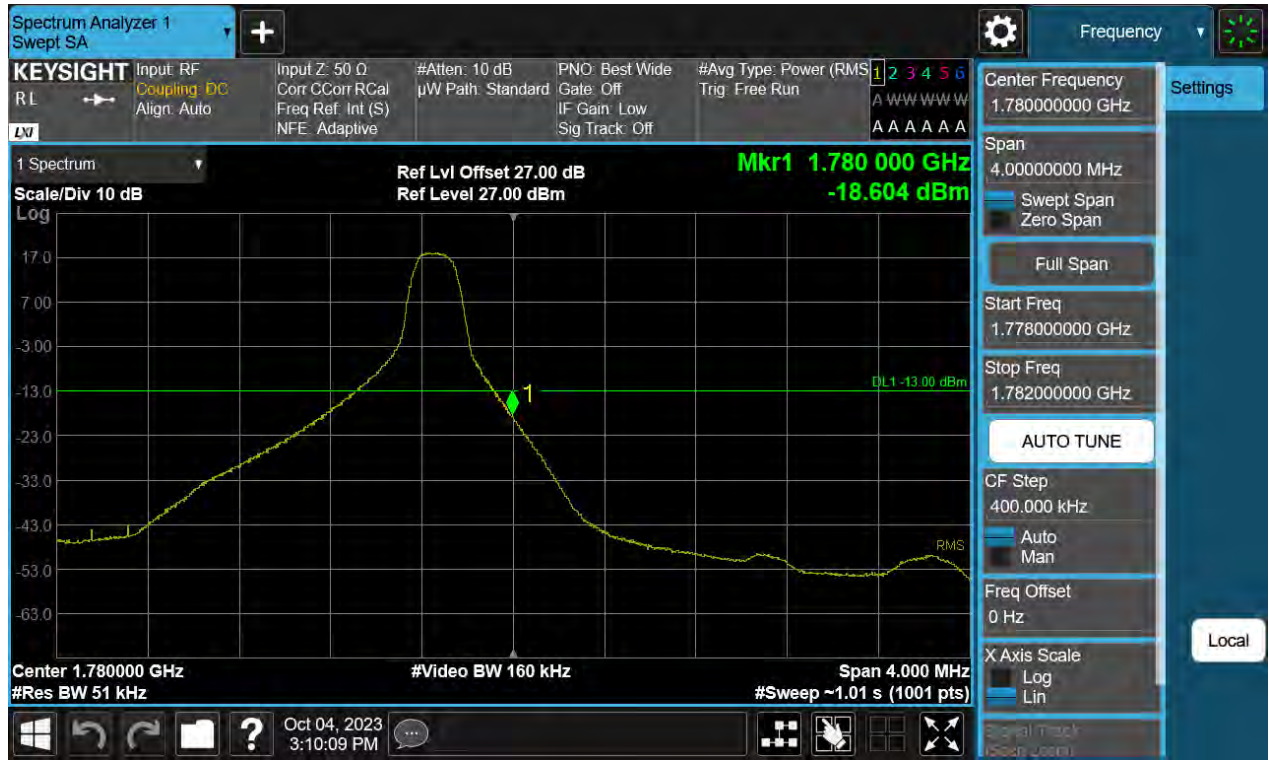 Spectrum Analyzer 1
Swept SA
Frequency
KEYSIGHT
RL
LXI
Input: RF
Coupling: DC
Align: Auto
Input Z: 50 Ω
Corr CCorr RCal
Freq Ref: Int (S)
NFE: Adaptive
#Atten: 10 dB
µW Path: Standard
PNO: Best Wide
Gate: Off
IF Gain: Low
Sig Track: Off
#Avg Type: Power (RMS
Trig: Free Run
1 2 3 4 5 6
A W W W W W
A A A A A A
1 Spectrum
Scale/Div 10 dB
Ref Lvl Offset 27.00 dB
Ref Level 27.00 dBm
Mkr1 1.780 000 GHz
-18.604 dBm
Log
17.0
7.00
-3.00
-13.0
-23.0
-33.0
-43.0
-53.0
-63.0
DL1 -13.00 dBm
1
RMS
Center 1.780000 GHz
#Res BW 51 kHz
#Video BW 160 kHz
Span 4.000 MHz
#Sweep ~1.01 s (1001 pts)
Center Frequency
1.780000000 GHz
Span
4.00000000 MHz
Swept Span
Zero Span
Full Span
Start Freq
1.778000000 GHz
Stop Freq
1.782000000 GHz
AUTO TUNE
CF Step
400.000 kHz
Auto
Man
Freq Offset
0 Hz
X Axis Scale
Log
Lin
Signal Track
(Span Zoom)
Settings
Local
?
Oct 04, 2023
3:10:09 PM